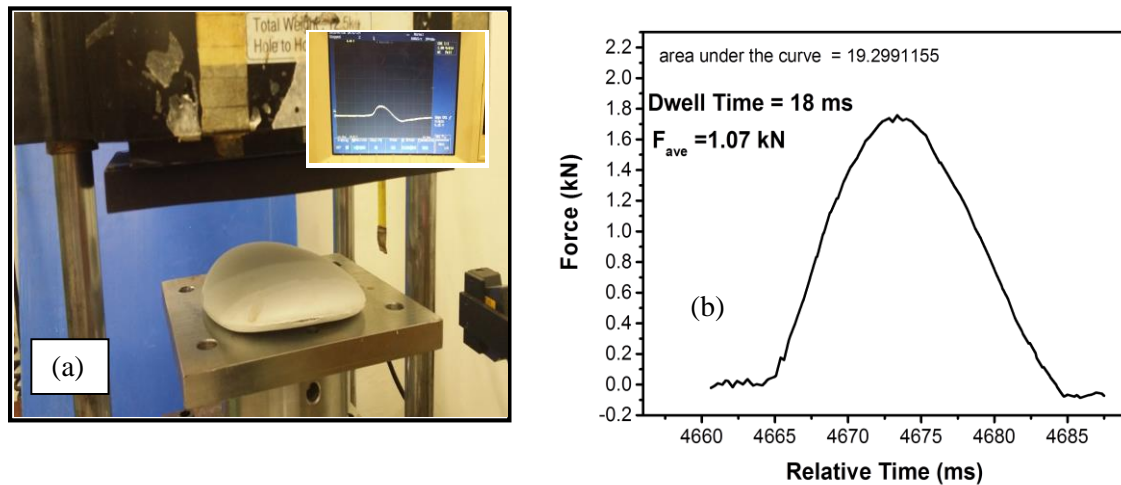 Total Weight: 12.5kg
Hole to Ho
(a)
area under the curve = 19.2991155
Dwell Time = 18 ms
F_ave =1.07 kN
(b)
Force (kN)
2.2
2.0
1.8
1.6
1.4
1.2
1.0
0.8
0.6
0.4
0.2
0.0
-0.2
4660 4665 4670 4675 4680 4685
Relative Time (ms)